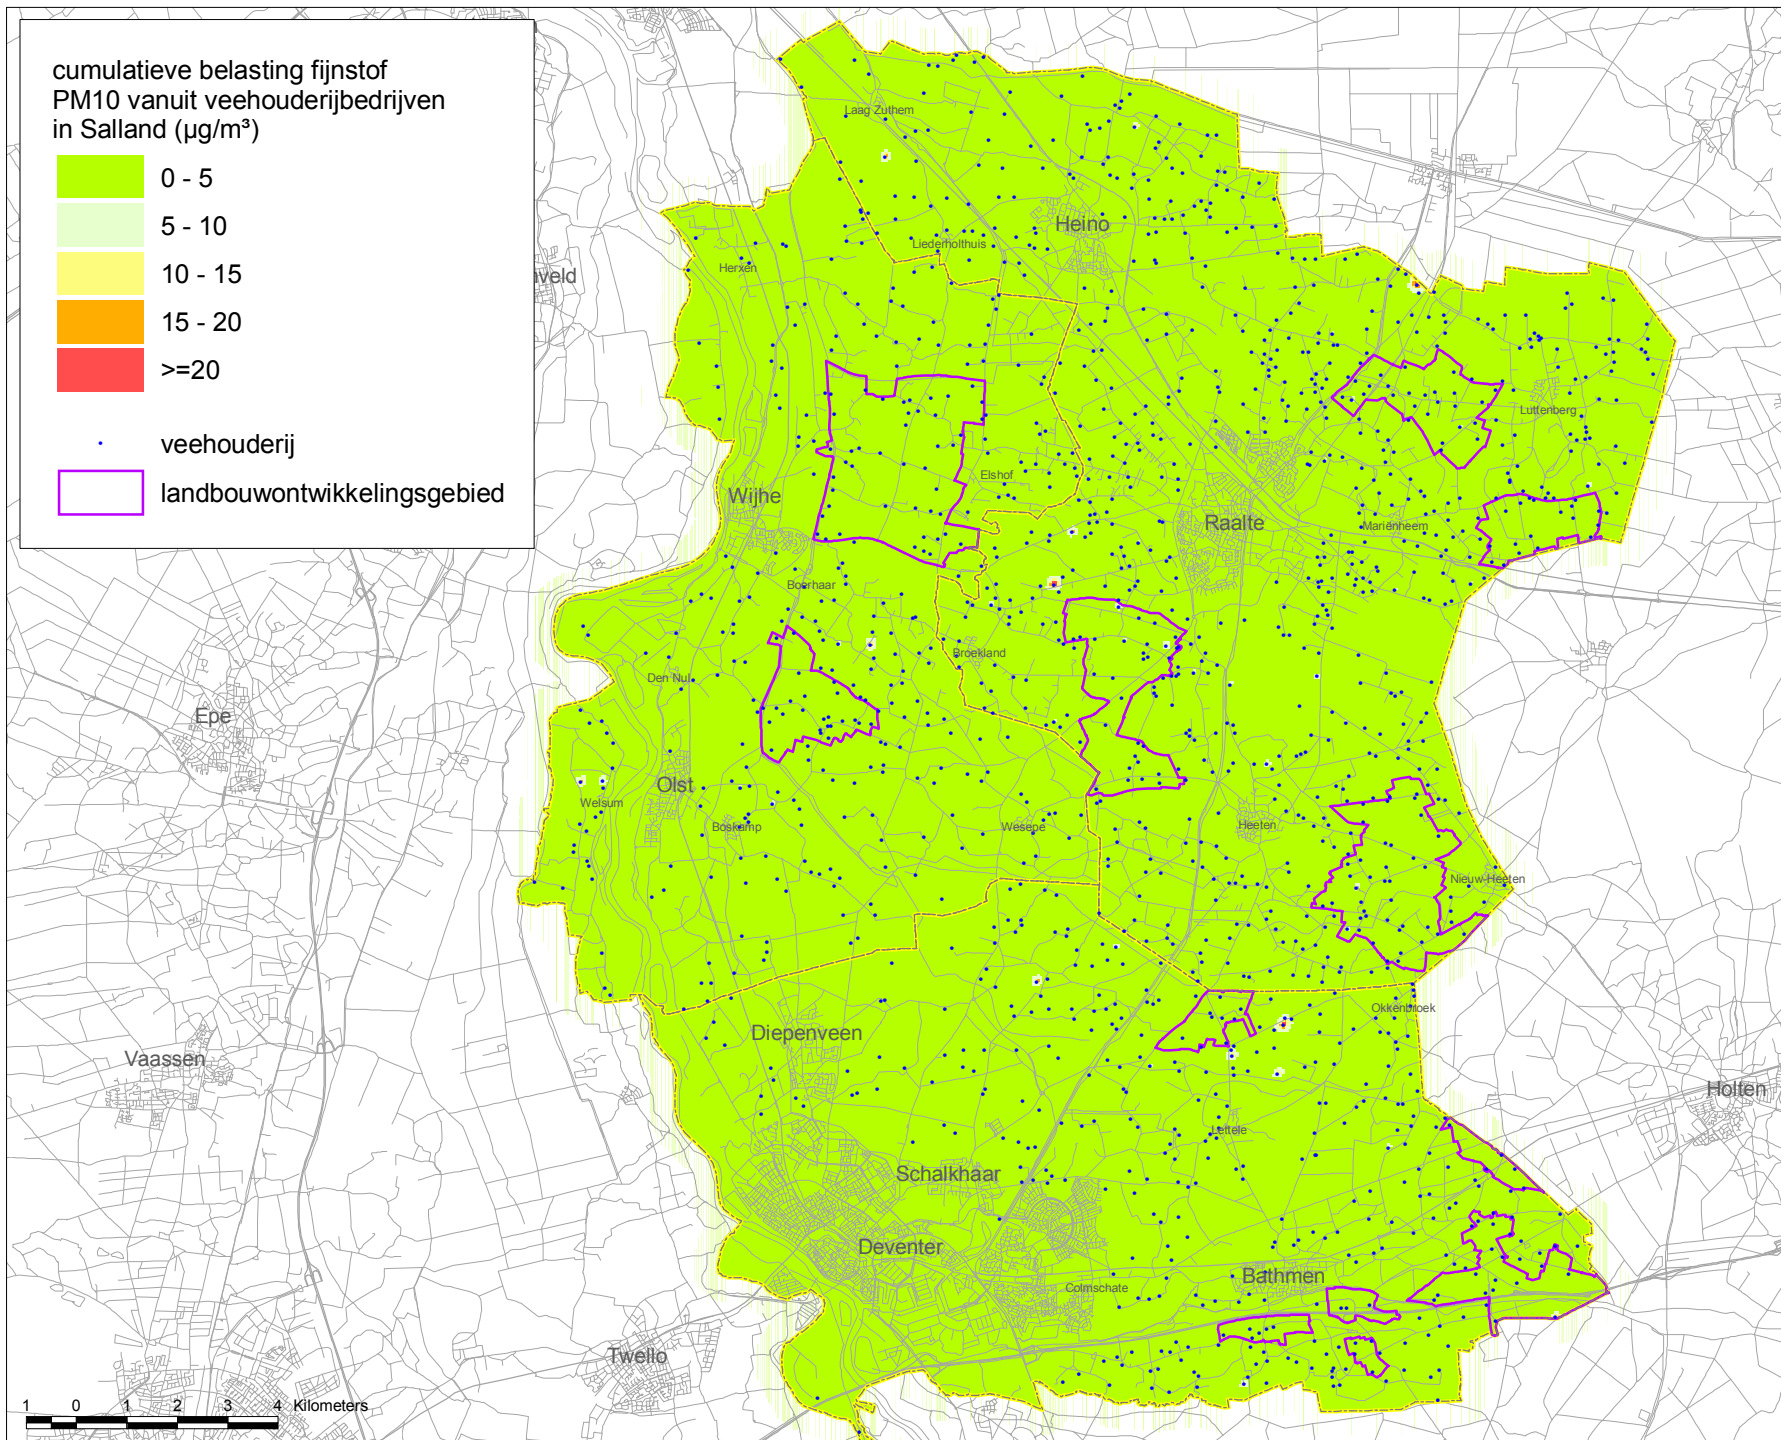 cumulatieve belasting fijnstof
PM10 vanuit veehouderijbedrijven
in Salland (µg/m³)
0 - 5
5 - 10
10 - 15
15 - 20
>=20
veehouderij
landbouwontwikkelingsgebied
Laag Zuthem
Heino
Liederholthuis
Herxen
nveld
Luttenberg
Elshof
Wijhe
Raalte
Mariënheem
Boerhaar
Broekland
Den Nul
Epe
Olst
Welsum
Boskamp
Wesepe
Heeten
Nieuw-Heeten
Okkenbroek
Diepenveen
Vaassen
Holten
Lettele
Schalkhaar
Deventer
Bathmen
Colmschate
Twello
1 0 1 2 3 4 Kilometers